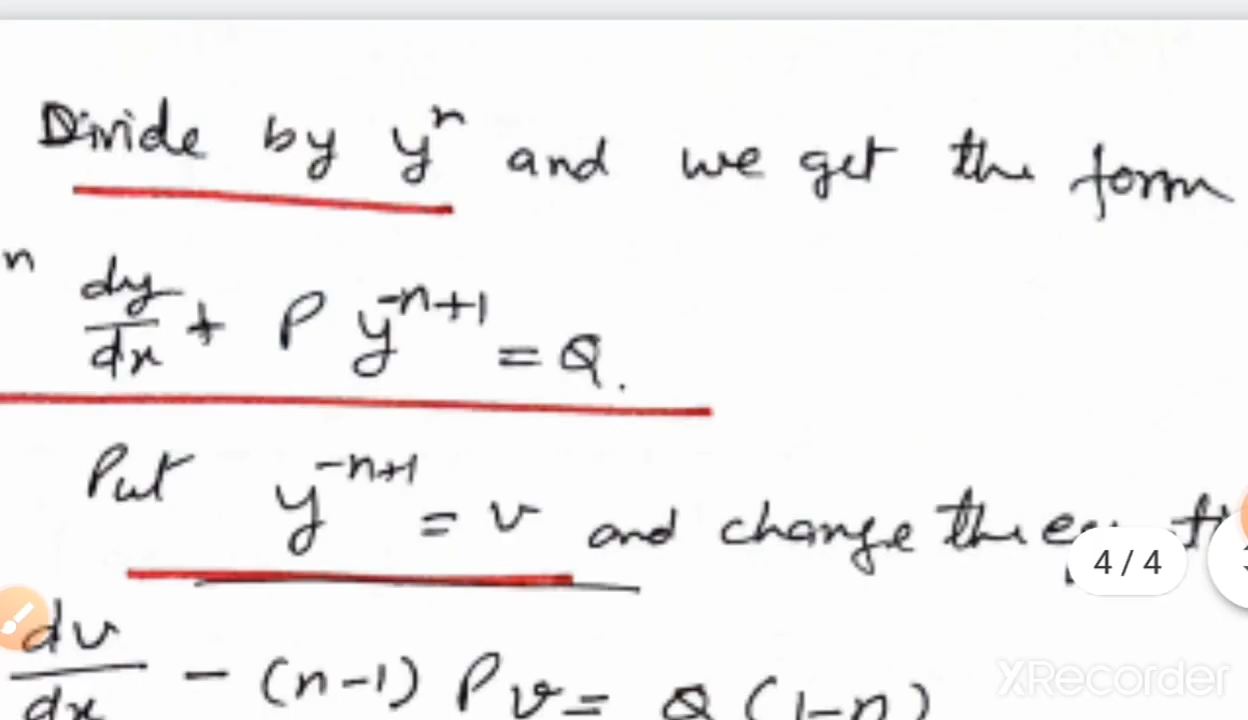 Divide by yⁿ and we get the form
n dy/dx + P y^(-n+1) = Q.
Put y^(-n+1) = v and change the
4 / 4
dv/dx - (n-1) P v = Q (1-n)
XRecorder